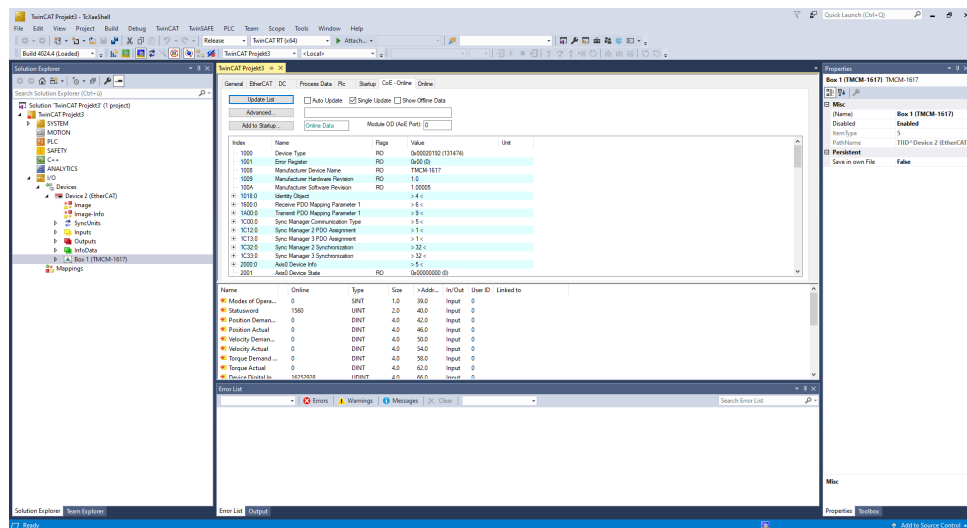 TwinCAT Projekt3 - TcXaeShell
Quick Launch (Ctrl+Q)
File Edit View Project Build Debug TwinCAT TwinSAFE PLC Team Scope Tools Window Help
Release TwinCAT RT (x64) Attach...
Build 4024.4 (Loaded) TwinCAT Projekt3 <Local>
Solution Explorer
Search Solution Explorer (Ctrl+ü)
Solution 'TwinCAT Projekt3' (1 project)
TwinCAT Projekt3
SYSTEM
MOTION
PLC
SAFETY
C++
ANALYTICS
I/O
Devices
Device 2 (EtherCAT)
Image
Image-Info
SyncUnits
Inputs
Outputs
InfoData
Box 1 (TMCM-1617)
Mappings
Solution Explorer Team Explorer
TwinCAT Projekt3
General EtherCAT DC Process Data Plc Startup CoE - Online Online
Update List Auto Update Single Update Show Offline Data
Advanced...
Add to Startup... Online Data Module OD (AoE Port): 0
Index Name Flags Value Unit
1000 Device Type RO 0x00020192 (131474)
1001 Error Register RO 0x00 (0)
1008 Manufacturer Device Name RO TMCM-1617
1009 Manufacturer Hardware Revision RO 1.0
100A Manufacturer Software Revision RO 1.00005
1018:0 Identity Object > 4 <
1600:0 Receive PDO Mapping Parameter 1 > 6 <
1A00:0 Transmit PDO Mapping Parameter 1 > 9 <
1C00:0 Sync Manager Communication Type > 5 <
1C12:0 Sync Manager 2 PDO Assignment > 1 <
1C13:0 Sync Manager 3 PDO Assignment > 1 <
1C32:0 Sync Manager 2 Synchronization > 32 <
1C33:0 Sync Manager 3 Synchronization > 32 <
2000:0 Axis0 Device Info > 5 <
2001 Axis0 Device State RO 0x00000000 (0)
Name Online Type Size >Addr... In/Out User ID Linked to
Modes of Opera... 0 SINT 1.0 39.0 Input 0
Statusword 1560 UINT 2.0 40.0 Input 0
Position Deman... 0 DINT 4.0 42.0 Input 0
Position Actual 0 DINT 4.0 46.0 Input 0
Velocity Deman... 0 DINT 4.0 50.0 Input 0
Velocity Actual 0 DINT 4.0 54.0 Input 0
Torque Demand ... 0 DINT 4.0 58.0 Input 0
Torque Actual 0 DINT 4.0 62.0 Input 0
Device Digital In... 16252928 UDINT 4.0 66.0 Input 0
Error List
Errors Warnings Messages Clear Search Error List
Error List Output
Properties
Box 1 (TMCM-1617) TMCM-1617
Misc
(Name) Box 1 (TMCM-1617)
Disabled Enabled
ItemType 5
PathName TIID^Device 2 (EtherCAT
Persistent
Save in own File False
Misc
Properties Toolbox
Ready Add to Source Control